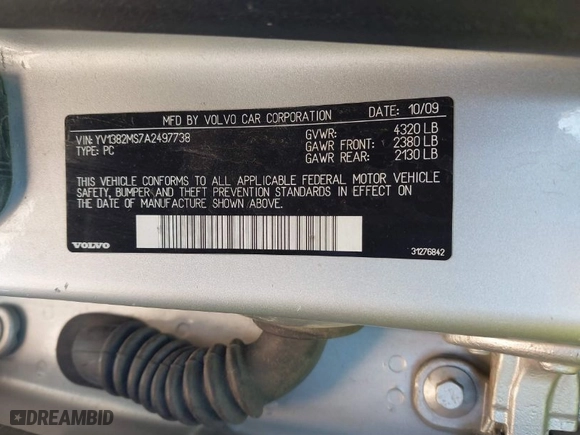 MFD BY VOLVO CAR CORPORATION DATE: 10/09
VIN: YV1382MS7A2497738 GVWR: 4320 LB
TYPE: PC GAWR FRONT: 2380 LB
GAWR REAR: 2130 LB
THIS VEHICLE CONFORMS TO ALL APPLICABLE FEDERAL MOTOR VEHICLE
SAFETY, BUMPER AND THEFT PREVENTION STANDARDS IN EFFECT ON
THE DATE OF MANUFACTURE SHOWN ABOVE.
VOLVO 31276842
DREAMBID